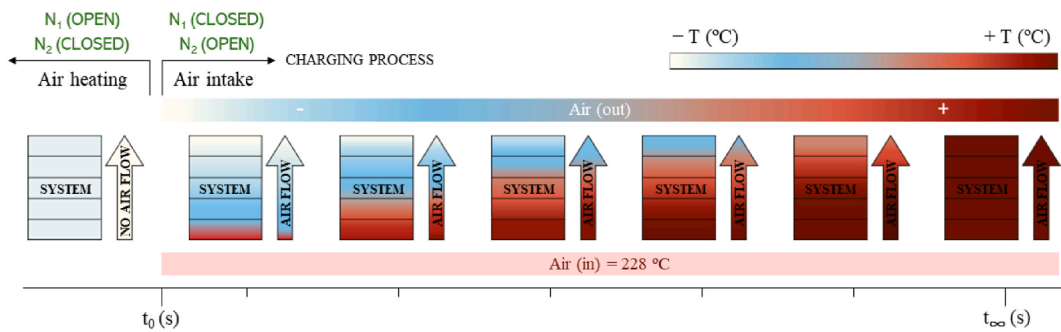 N₁ (OPEN)
N₂ (CLOSED)
N₁ (CLOSED)
N₂ (OPEN)
− T (ºC)
+ T (ºC)
Air heating
Air intake
CHARGING PROCESS
-
Air (out)
+
SYSTEM
NO AIR FLOW
SYSTEM
AIR FLOW
SYSTEM
AIR FLOW
SYSTEM
AIR FLOW
SYSTEM
AIR FLOW
SYSTEM
AIR FLOW
SYSTEM
AIR FLOW
Air (in) = 228 ºC
t₀ (s)
t∞ (s)